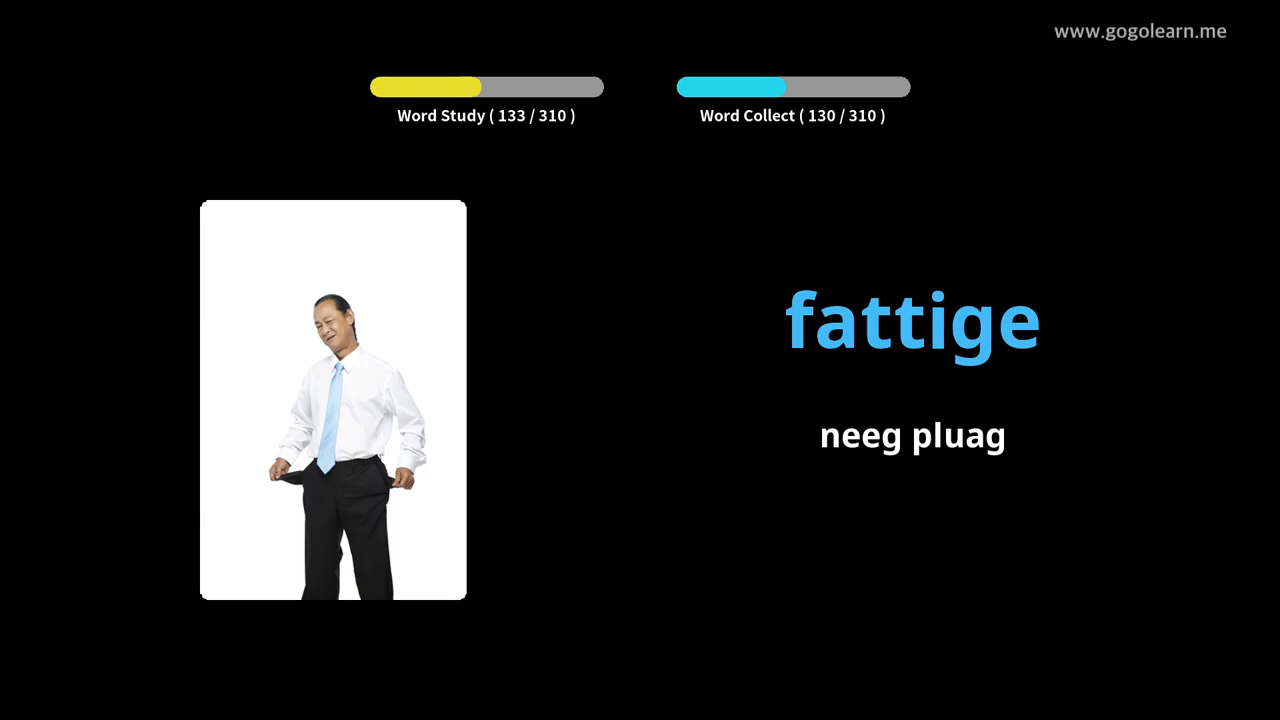 www.gogolearn.me
Word Study ( 133 / 310 )
Word Collect ( 130 / 310 )
fattige
neeg pluag